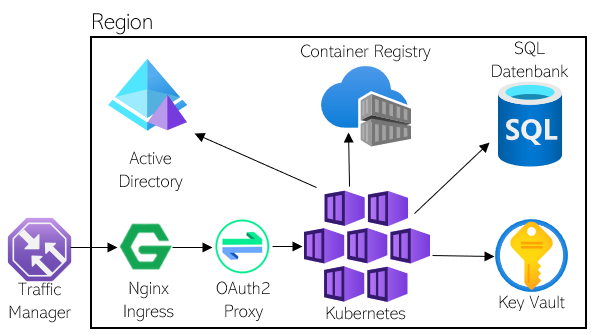 Region
Container Registry
SQL
Datenbank
SQL
Active
Directory
Traffic
Manager
Nginx
Ingress
OAuth2
Proxy
Kubernetes
Key Vault